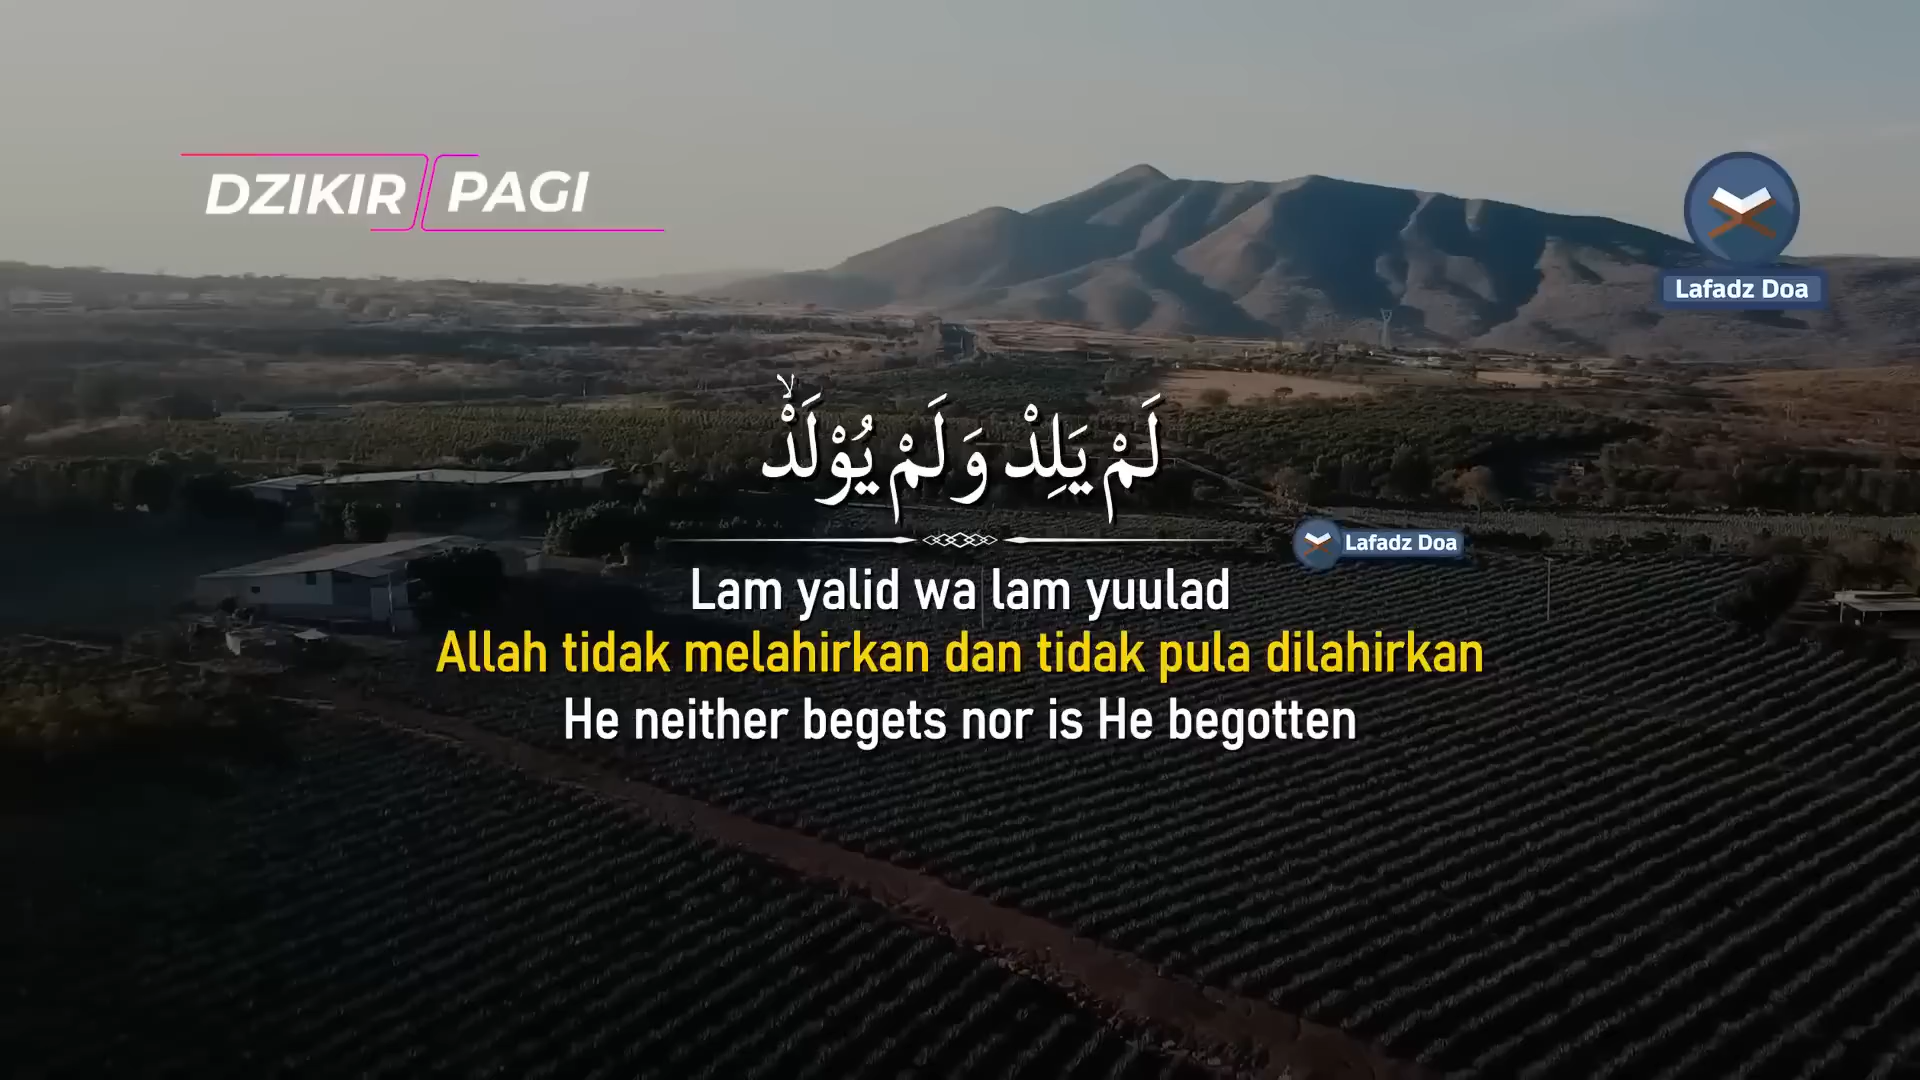 DZIKIR PAGI
Lafadz Doa
لَمْ يَلِدْ وَلَمْ يُوْلَدْۙ
Lafadz Doa
Lam yalid wa lam yuulad
Allah tidak melahirkan dan tidak pula dilahirkan
He neither begets nor is He begotten